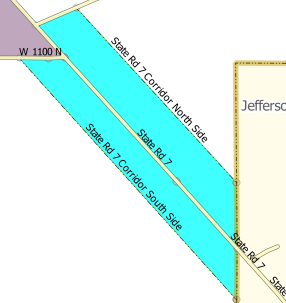 W 1100 N
State Rd 7 Corridor North Side
Jefferso
State Rd 7
State Rd 7 Corridor South Side
State Rd 7
State